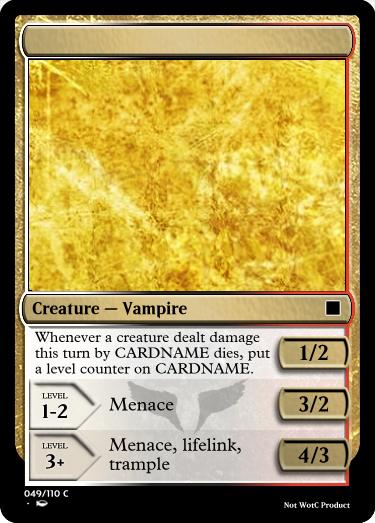 Creature — Vampire
Whenever a creature dealt damage
this turn by CARDNAME dies, put
a level counter on CARDNAME.
1/2
LEVEL
1-2
Menace
3/2
LEVEL
3+
Menace, lifelink,
trample
4/3
049/110 C
Not WotC Product